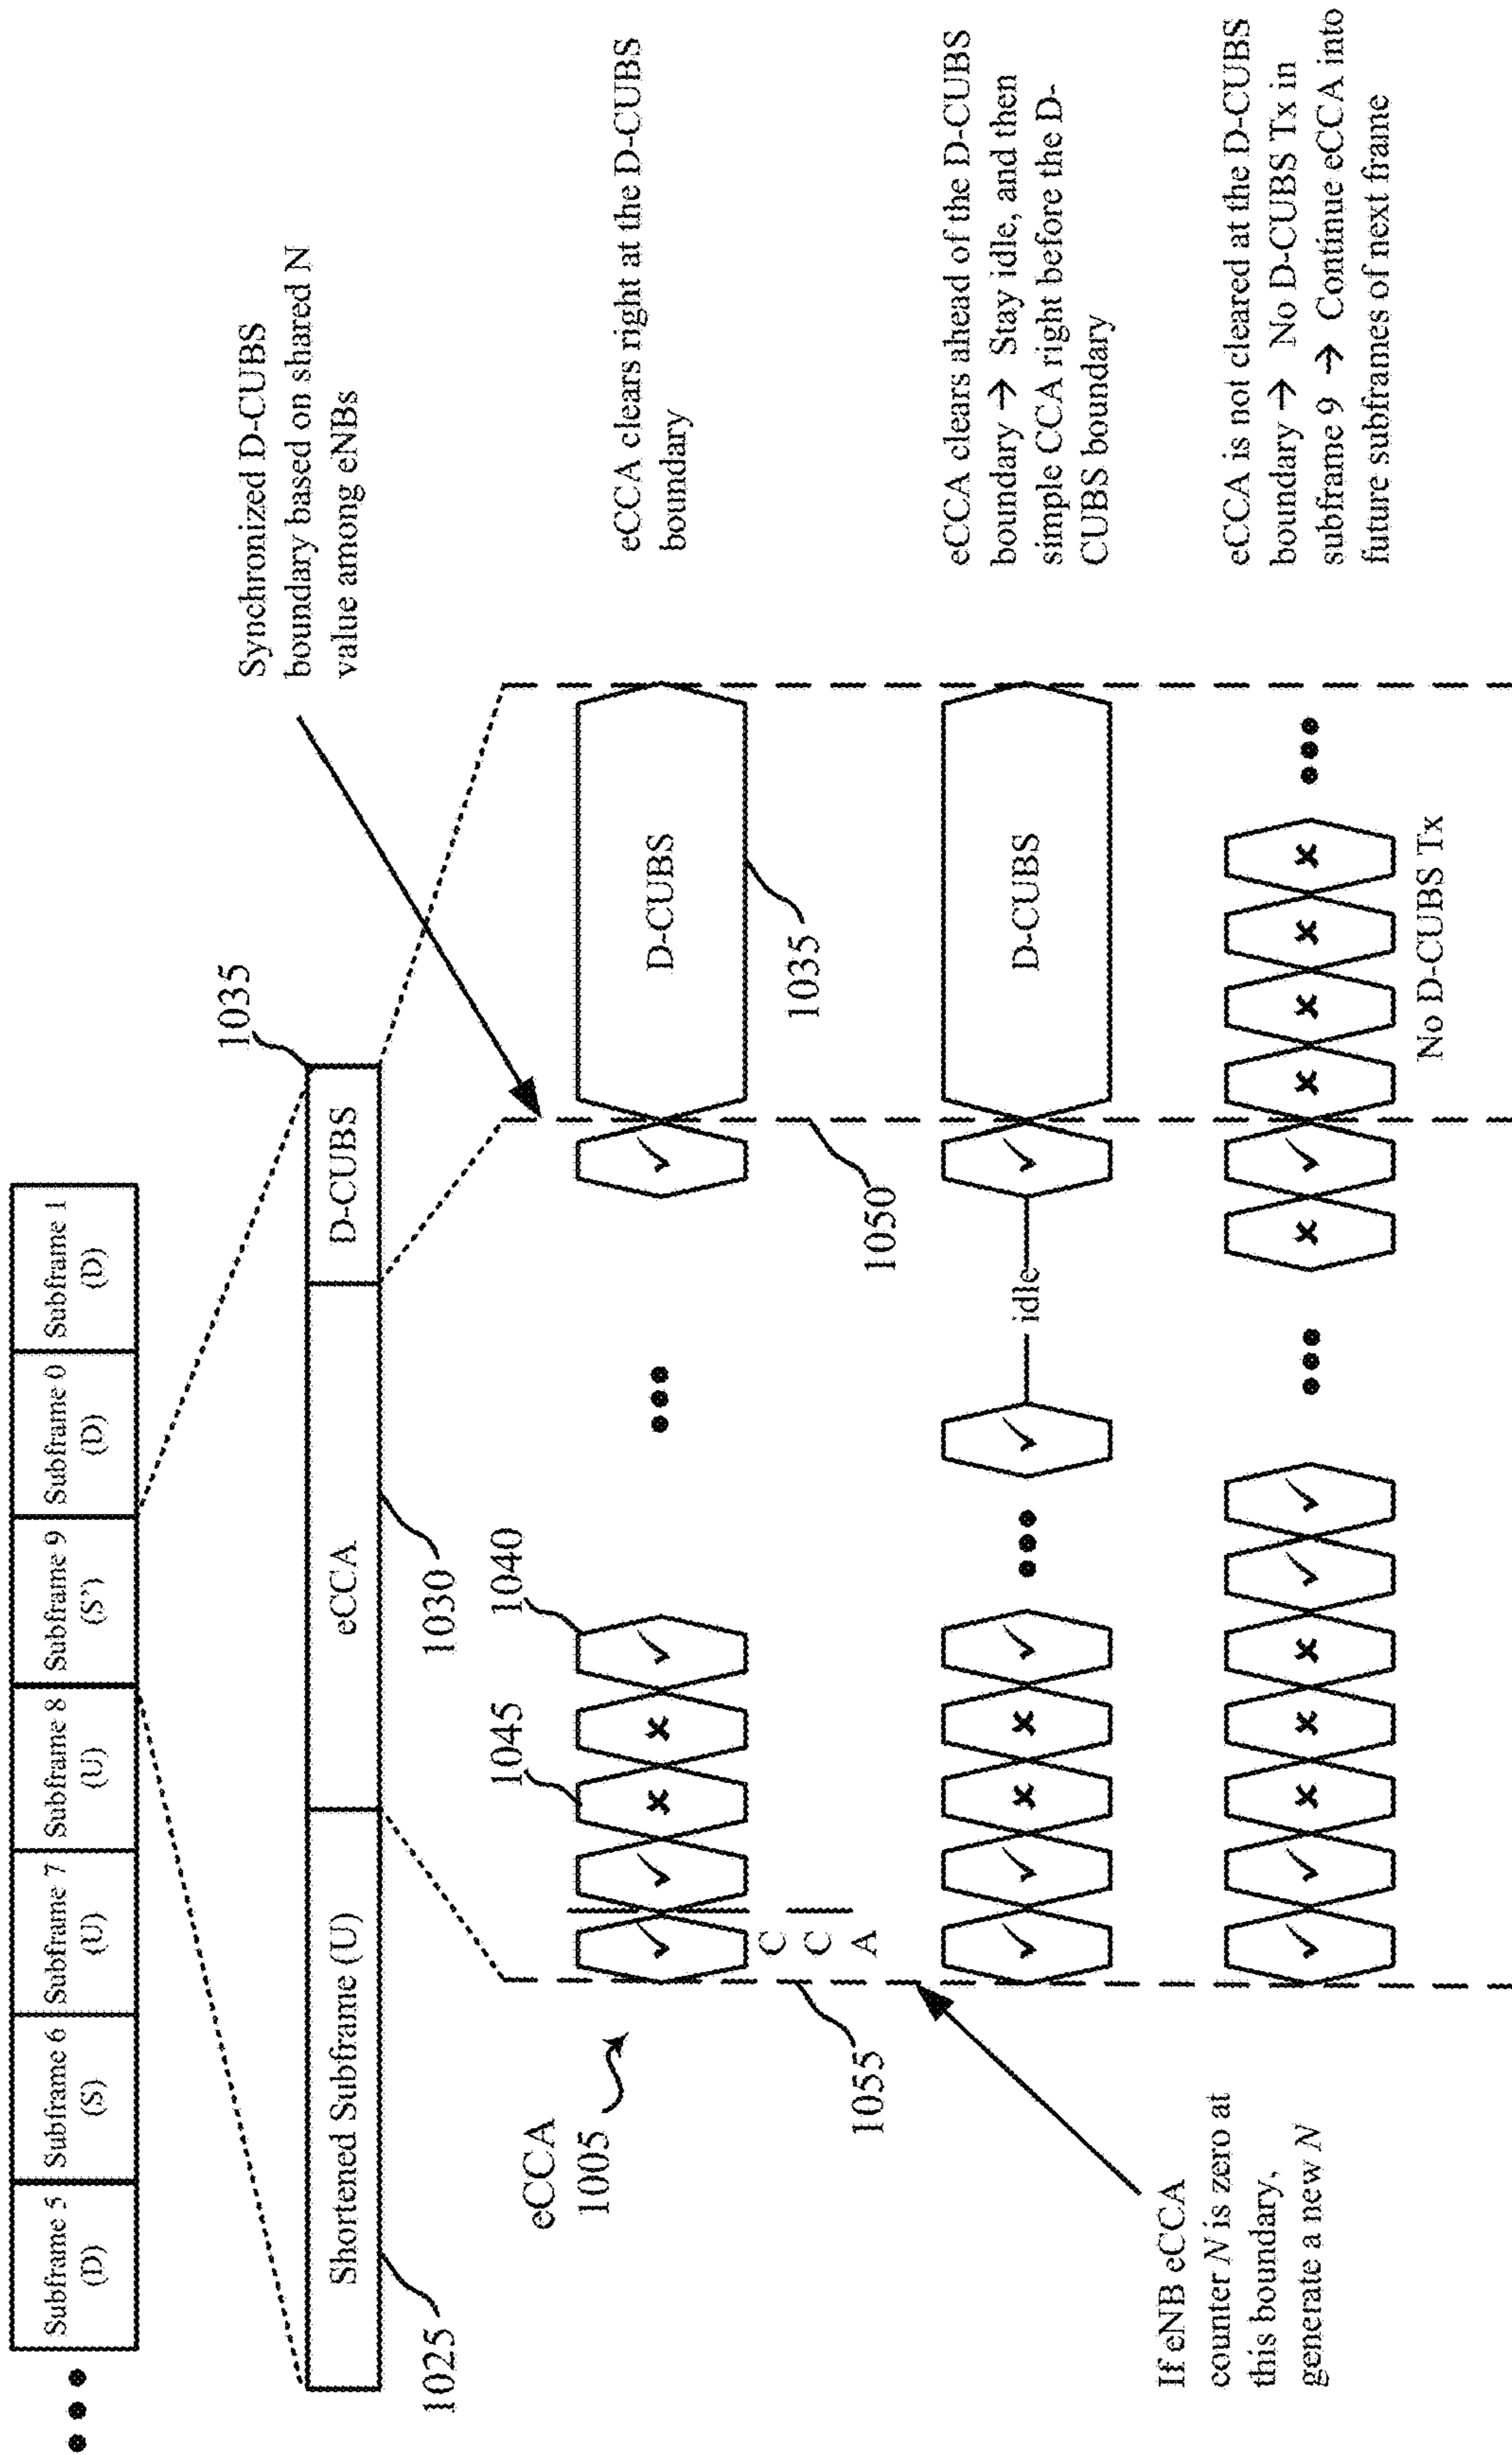 Subframe 5
(D)
Subframe 6
(S)
Subframe 7
(U)
Subframe 8
(U)
Subframe 9
(S')
Subframe 0
(D)
Subframe 1
(D)
1035
Shortened Subframe (U)
eCCA
D-CUBS
1025
1030
Synchronized D-CUBS
boundary based on shared N
value among eNBs
eCCA
1005
1045
1040
D-CUBS
eCCA clears right at the D-CUBS
boundary
C
C
A
1035
1055
1050
idle
D-CUBS
eCCA clears ahead of the D-CUBS
boundary → Stay idle, and then
simple CCA right before the D-
CUBS boundary
If eNB eCCA
counter N is zero at
this boundary,
generate a new N
No D-CUBS Tx
eCCA is not cleared at the D-CUBS
boundary → No D-CUBS Tx in
subframe 9 → Continue eCCA into
future subframes of next frame